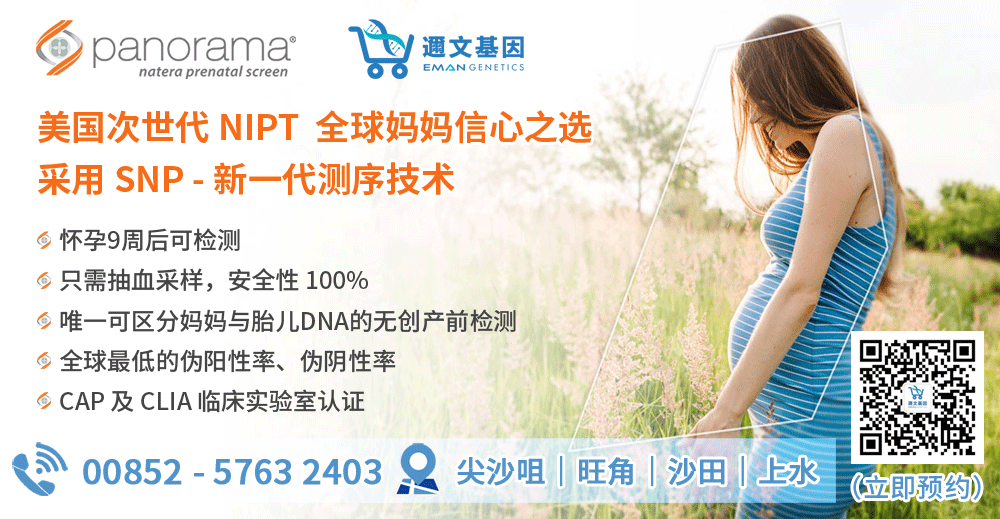 panorama®
natera prenatal screen
通文基因
EMAN GENETICS
美国次世代 NIPT 全球妈妈信心之选
采用 SNP - 新一代测序技术
怀孕9周后可检测
只需抽血采样，安全性 100%
唯一可区分妈妈与胎儿DNA的无创产前检测
全球最低的伪阳性率、伪阴性率
CAP 及 CLIA 临床实验室认证
通文基因
00852 - 5763 2403
尖沙咀 | 旺角 | 沙田 | 上水
(立即预约)